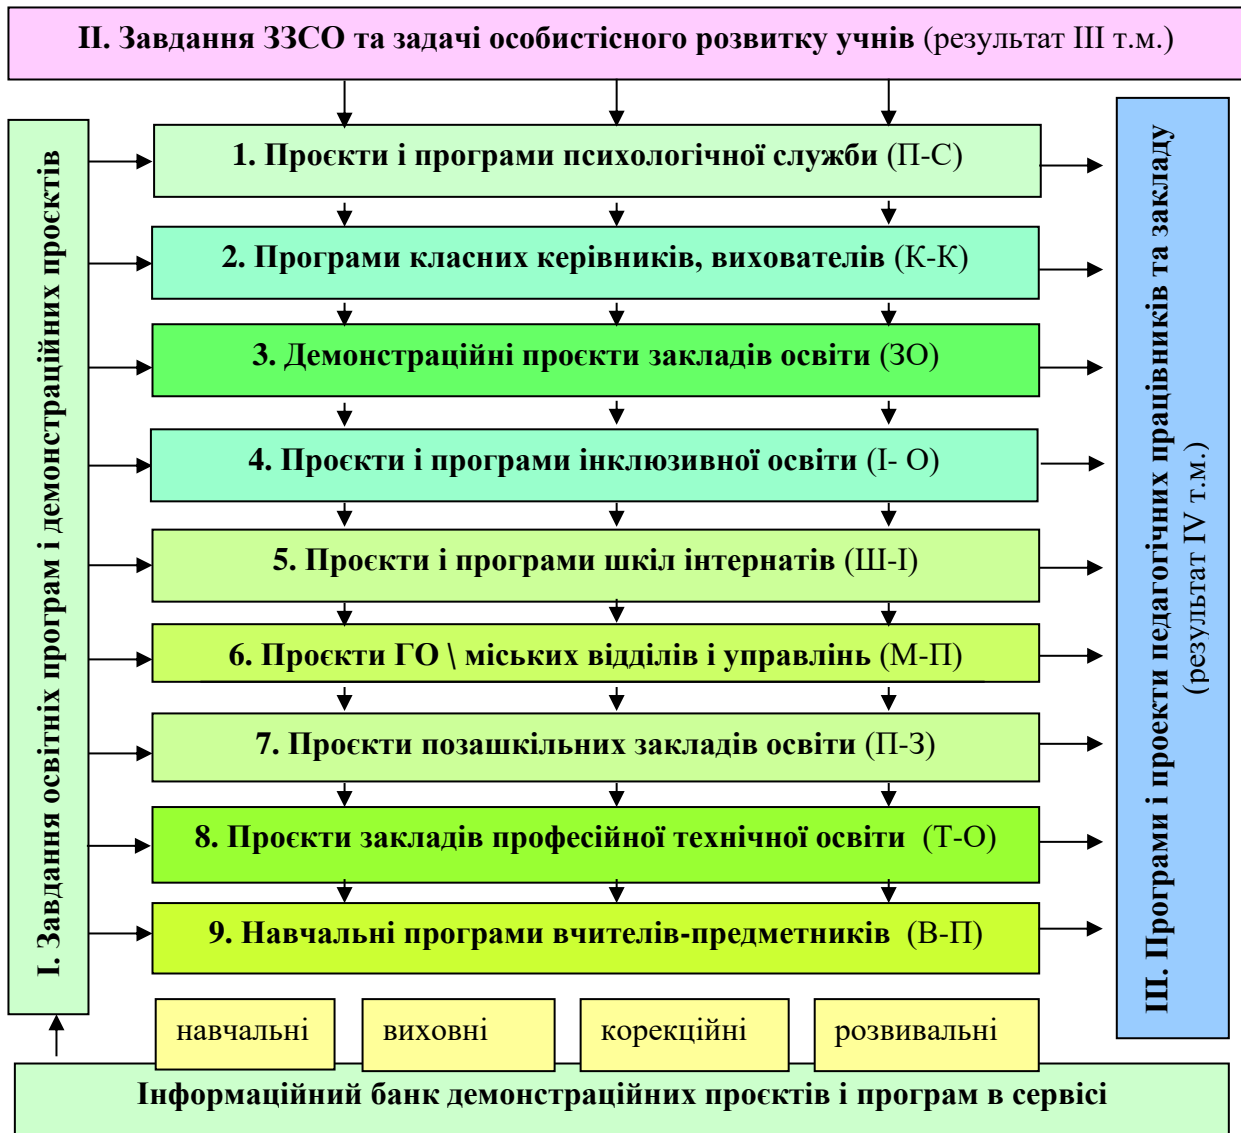 ІІ. Завдання ЗЗСО та задачі особистісного розвитку учнів (результат ІІІ т.м.)
І. Завдання освітніх програм і демонстраційних проєктів
1. Проєкти і програми психологічної служби (П-С)
2. Програми класних керівників, вихователів (К-К)
3. Демонстраційні проєкти закладів освіти (ЗО)
4. Проєкти і програми інклюзивної освіти (І- О)
5. Проєкти і програми шкіл інтернатів (Ш-І)
6. Проєкти ГО \ міських відділів і управлінь (М-П)
7. Проєкти позашкільних закладів освіти (П-З)
8. Проєкти закладів професійної технічної освіти (Т-О)
9. Навчальні програми вчителів-предметників (В-П)
ІІІ. Програми і проекти педагогічних працівників та закладу
(результат IV т.м.)
навчальні
виховні
корекційні
розвивальні
Інформаційний банк демонстраційних проєктів і програм в сервісі